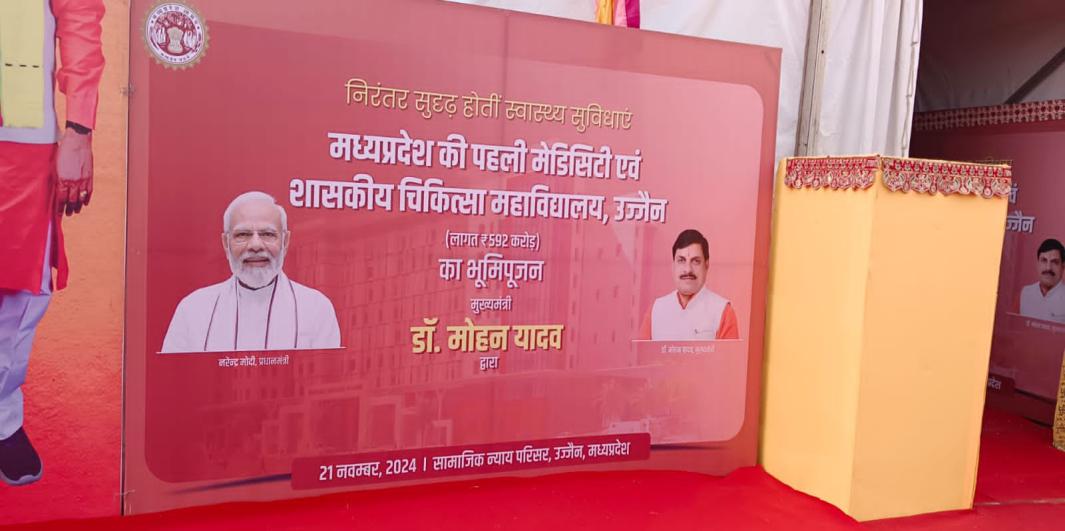 निरंतर सुदृढ़ होतीं स्वास्थ्य सुविधाएं
मध्यप्रदेश की पहली मेडिसिटी एवं
शासकीय चिकित्सा महाविद्यालय, उज्जैन
(लागत ₹592 करोड़)
का भूमिपूजन
मुख्यमंत्री
डॉ. मोहन यादव
द्वारा
नरेन्द्र मोदी, प्रधानमंत्री
डॉ. मोहन यादव, मुख्यमंत्री
21 नवम्बर, 2024 | सामाजिक न्याय परिसर, उज्जैन, मध्यप्रदेश